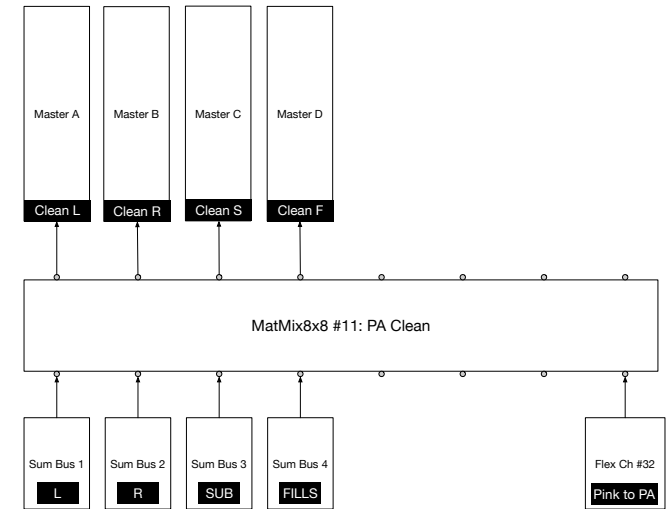 Master A
Master B
Master C
Master D
Clean L
Clean R
Clean S
Clean F
MatMix8x8 #11: PA Clean
Sum Bus 1
Sum Bus 2
Sum Bus 3
Sum Bus 4
Flex Ch #32
L
R
SUB
FILLS
Pink to PA